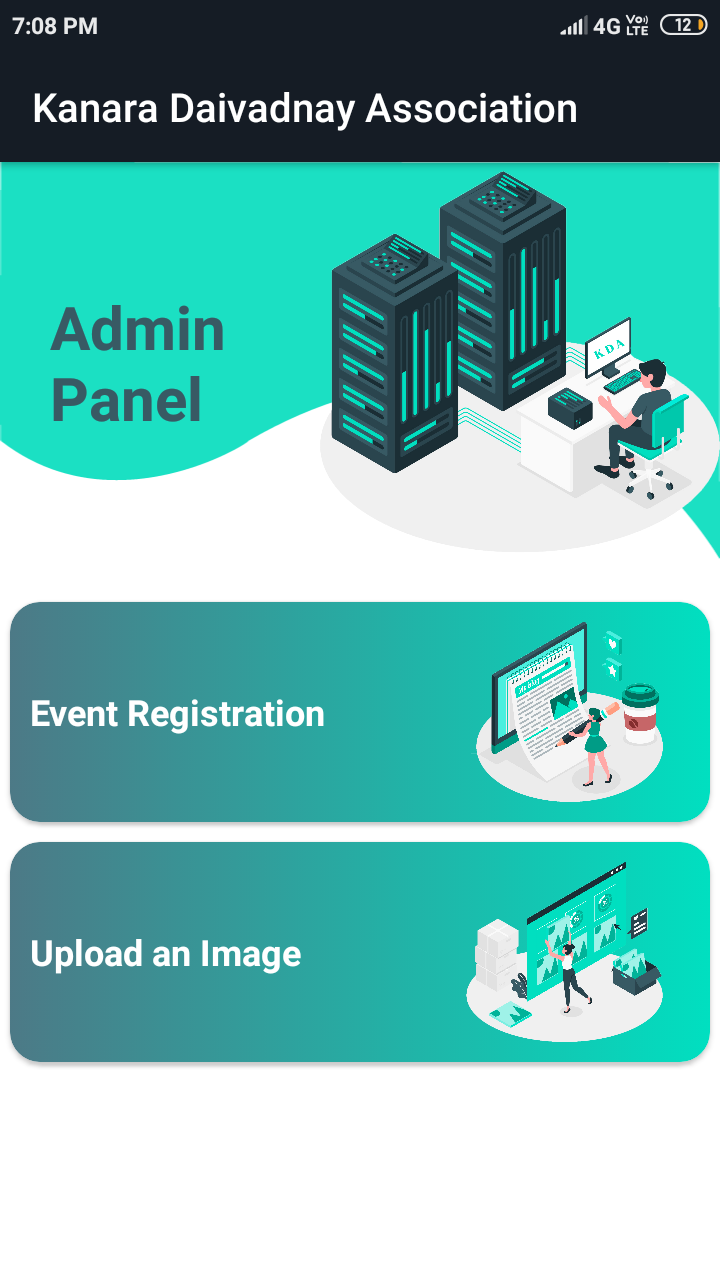 7:08 PM
4G Vo)) LTE 12
Kanara Daivadnay Association
KDA
Admin
Panel
Event Registration
Upload an Image